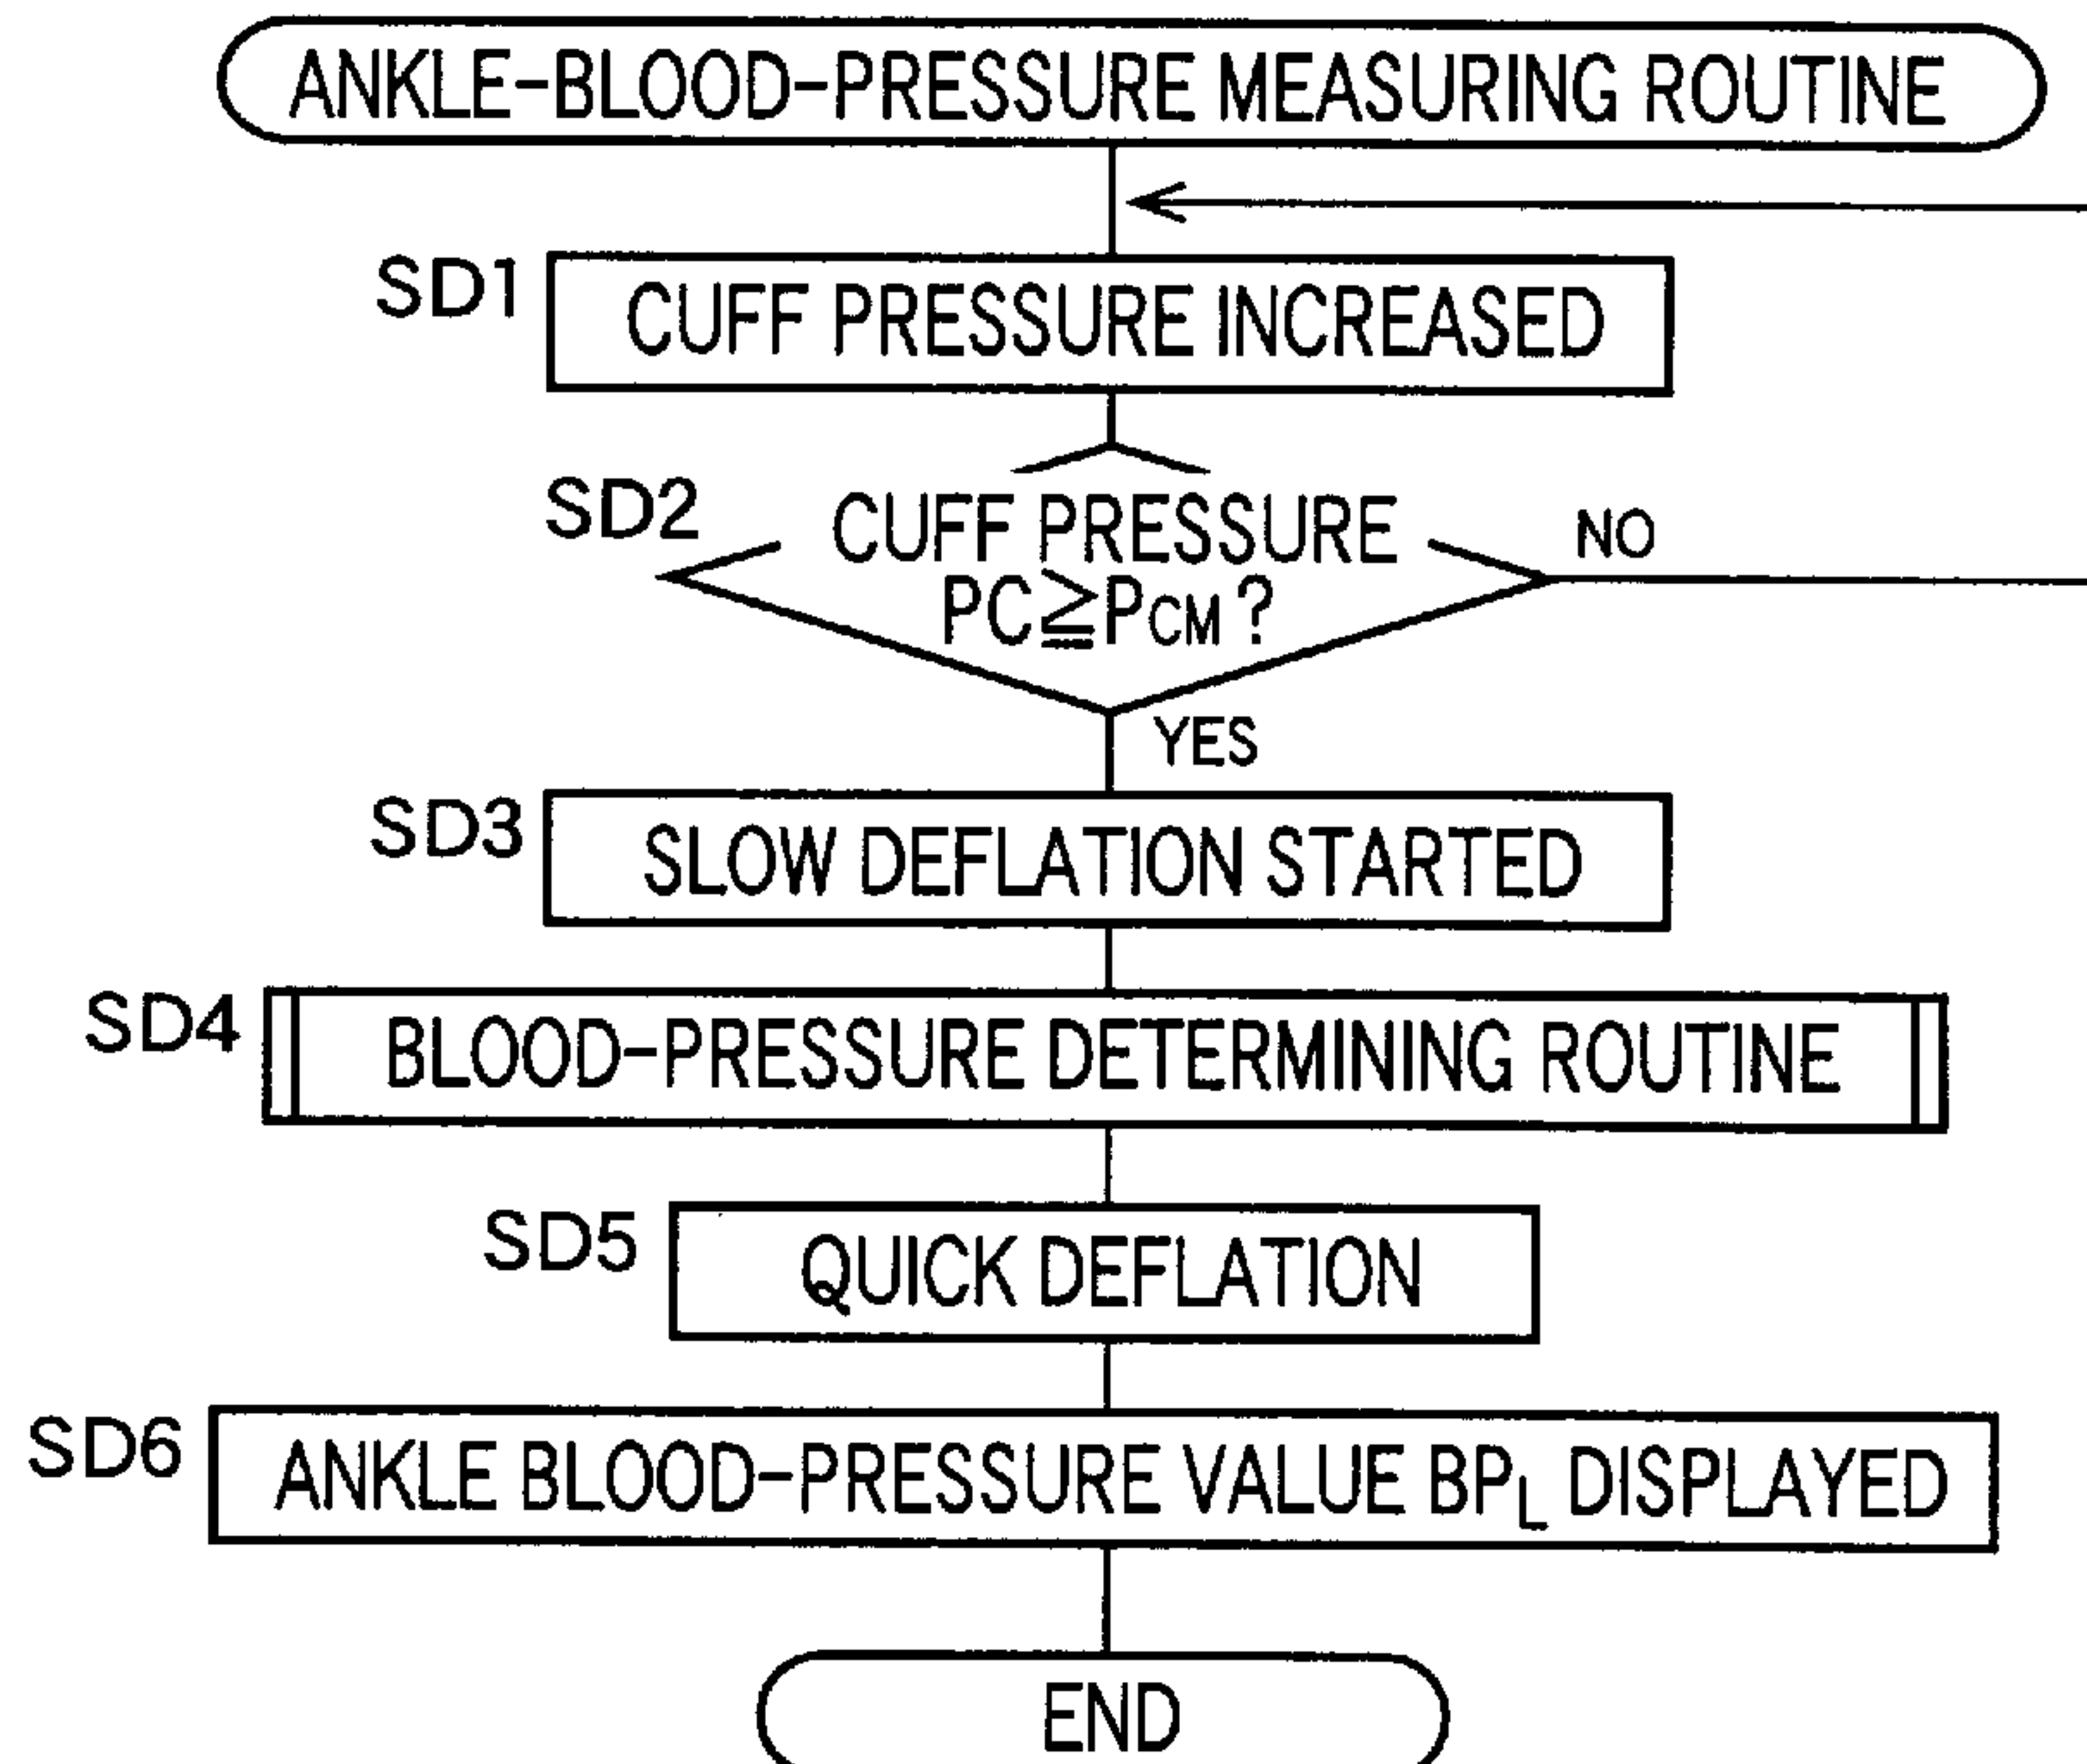 ANKLE-BLOOD-PRESSURE MEASURING ROUTINE
SD1
CUFF PRESSURE INCREASED
SD2
CUFF PRESSURE
PC≧PCM?
NO
YES
SD3
SLOW DEFLATION STARTED
SD4
BLOOD-PRESSURE DETERMINING ROUTINE
SD5
QUICK DEFLATION
SD6
ANKLE BLOOD-PRESSURE VALUE BPL DISPLAYED
END